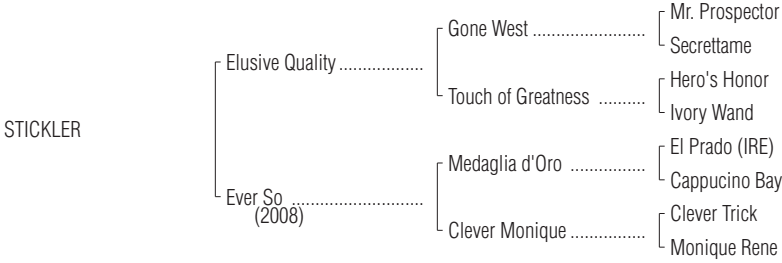 Mr. Prospector
Gone West ........................
Secrettame
Elusive Quality ..................
Hero's Honor
Touch of Greatness ..........
Ivory Wand
STICKLER
El Prado (IRE)
Medaglia d'Oro ................
Cappucino Bay
Ever So ............................
(2008)
Clever Trick
Clever Monique ................
Monique Rene